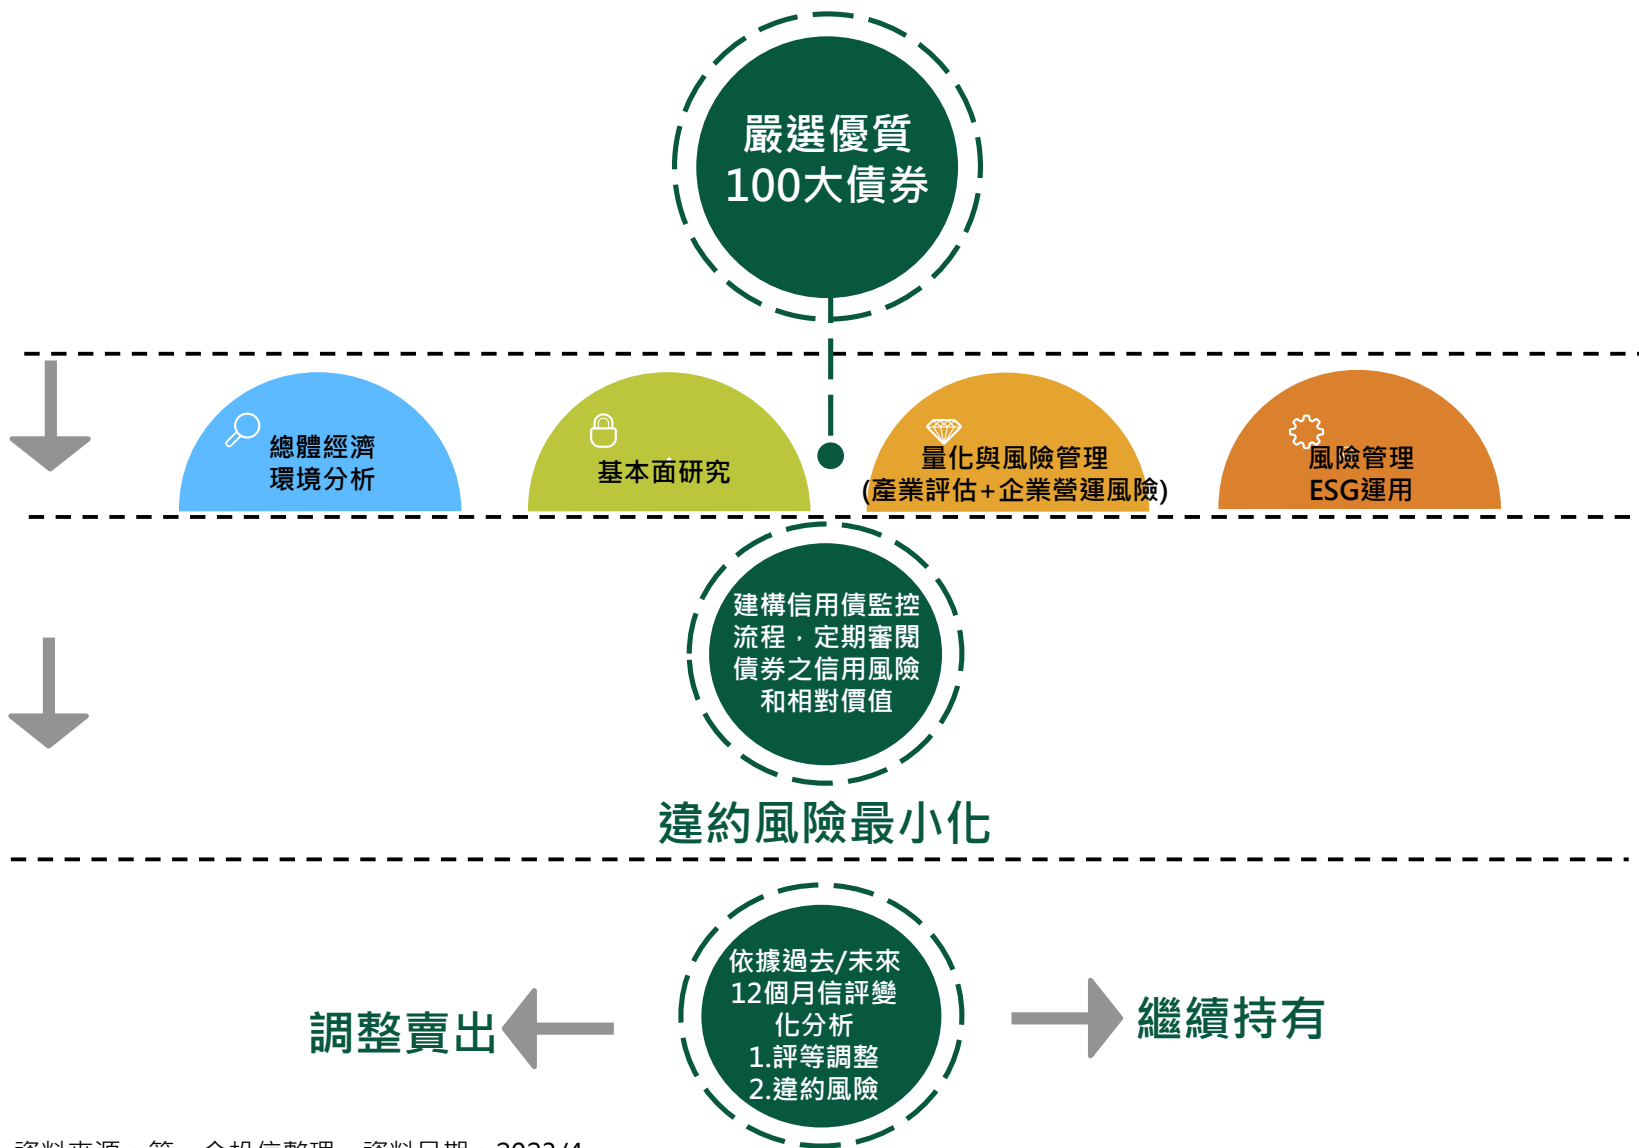 嚴選優質
100大債券
總體經濟
環境分析
基本面研究
量化與風險管理
(產業評估+企業營運風險)
風險管理
ESG運用
建構信用債監控
流程，定期審閱
債券之信用風險
和相對價值
違約風險最小化
依據過去/未來
12個月信評變
化分析
1.評等調整
2.違約風險
調整賣出
繼續持有